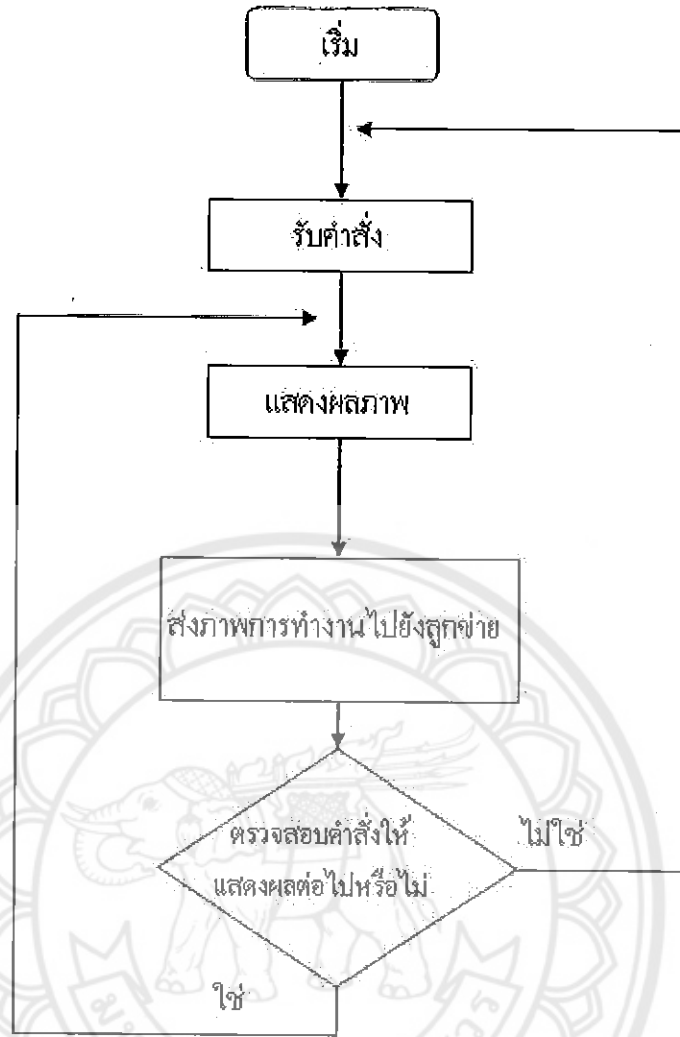 เริ่ม
รับคำสั่ง
แสดงผลภาพ
ส่งภาพการทำงานไปยังลูกข่าย
ตรวจสอบคำสั่งให้
แสดงผลต่อไปหรือไม่
ไม่ใช่
ใช่